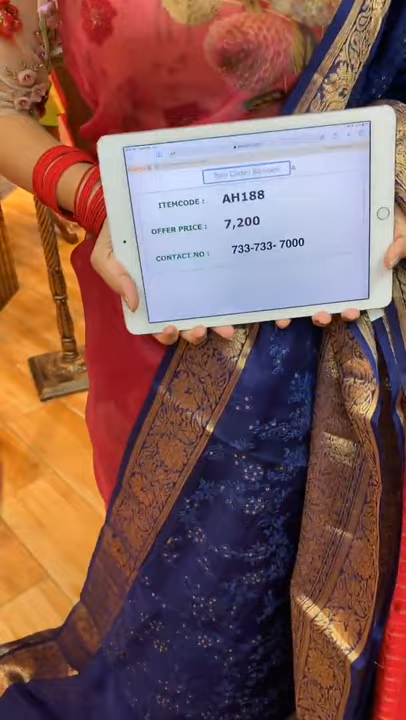 ITEMCODE : AH188
OFFER PRICE : 7,200
CONTACT NO : 733-733- 7000